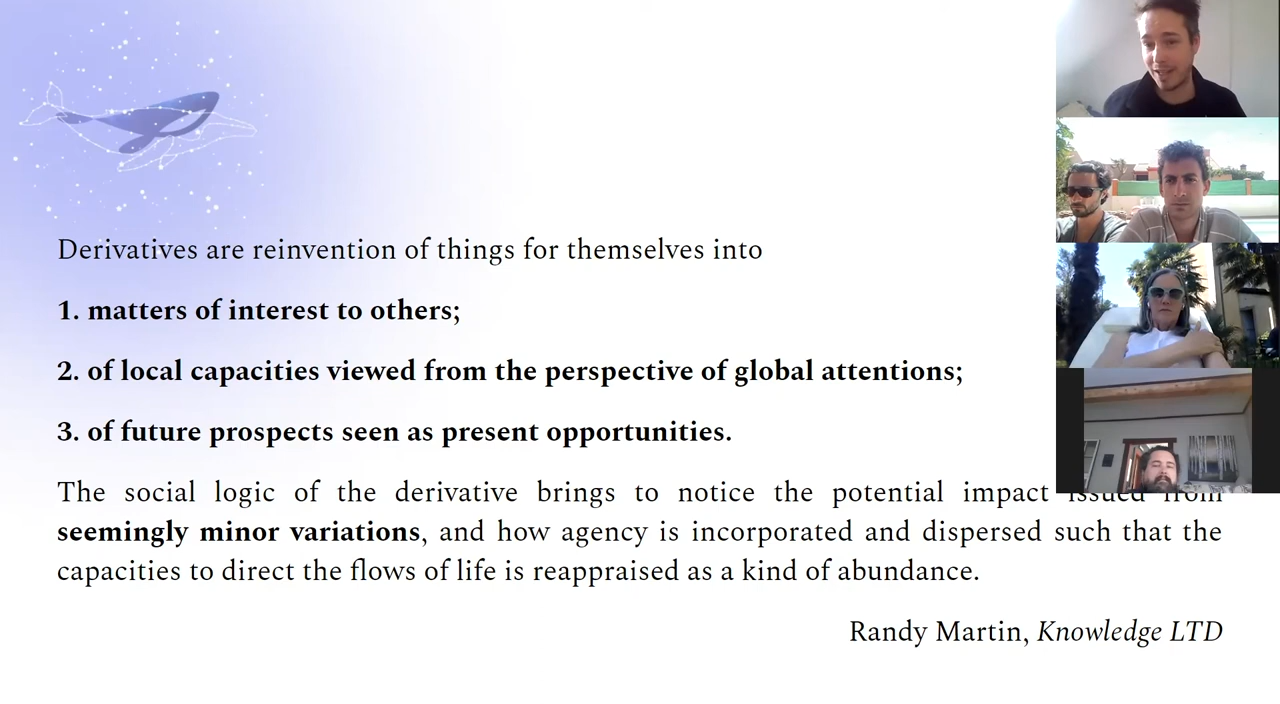 Derivatives are reinvention of things for themselves into
1. matters of interest to others;
2. of local capacities viewed from the perspective of global attentions;
3. of future prospects seen as present opportunities.
The social logic of the derivative brings to notice the potential impact issued from
seemingly minor variations, and how agency is incorporated and dispersed such that the
capacities to direct the flows of life is reappraised as a kind of abundance.
Randy Martin, Knowledge LTD